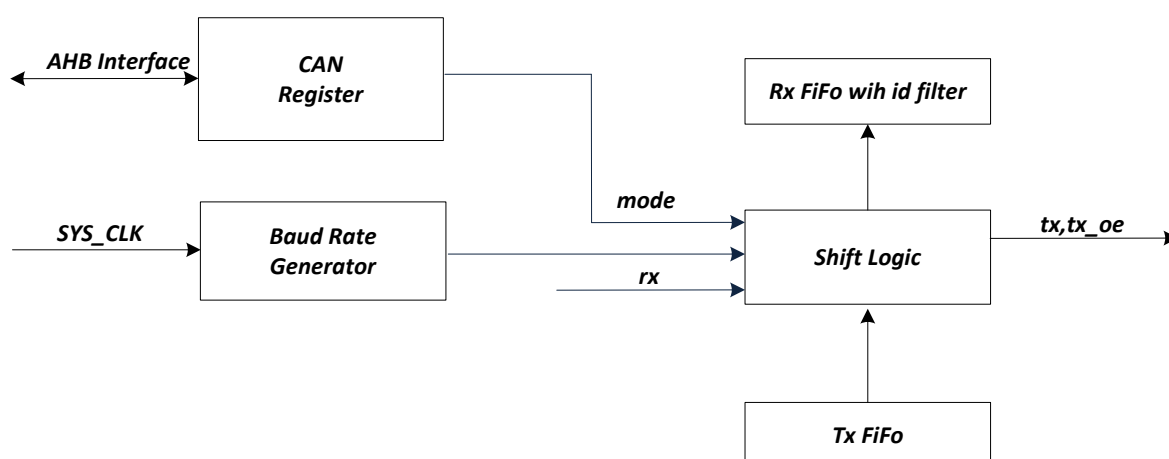 AHB Interface
CAN
Register
Rx FiFo wih id filter
mode
SYS_CLK
Baud Rate
Generator
rx
Shift Logic
tx,tx_oe
Tx FiFo